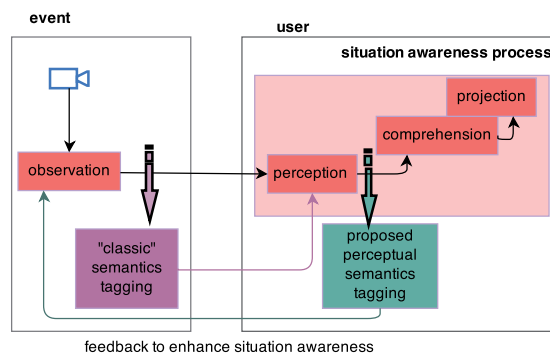 event
user
situation awareness process
projection
comprehension
observation
perception
"classic"
semantics
tagging
proposed
perceptual
semantics
tagging
feedback to enhance situation awareness